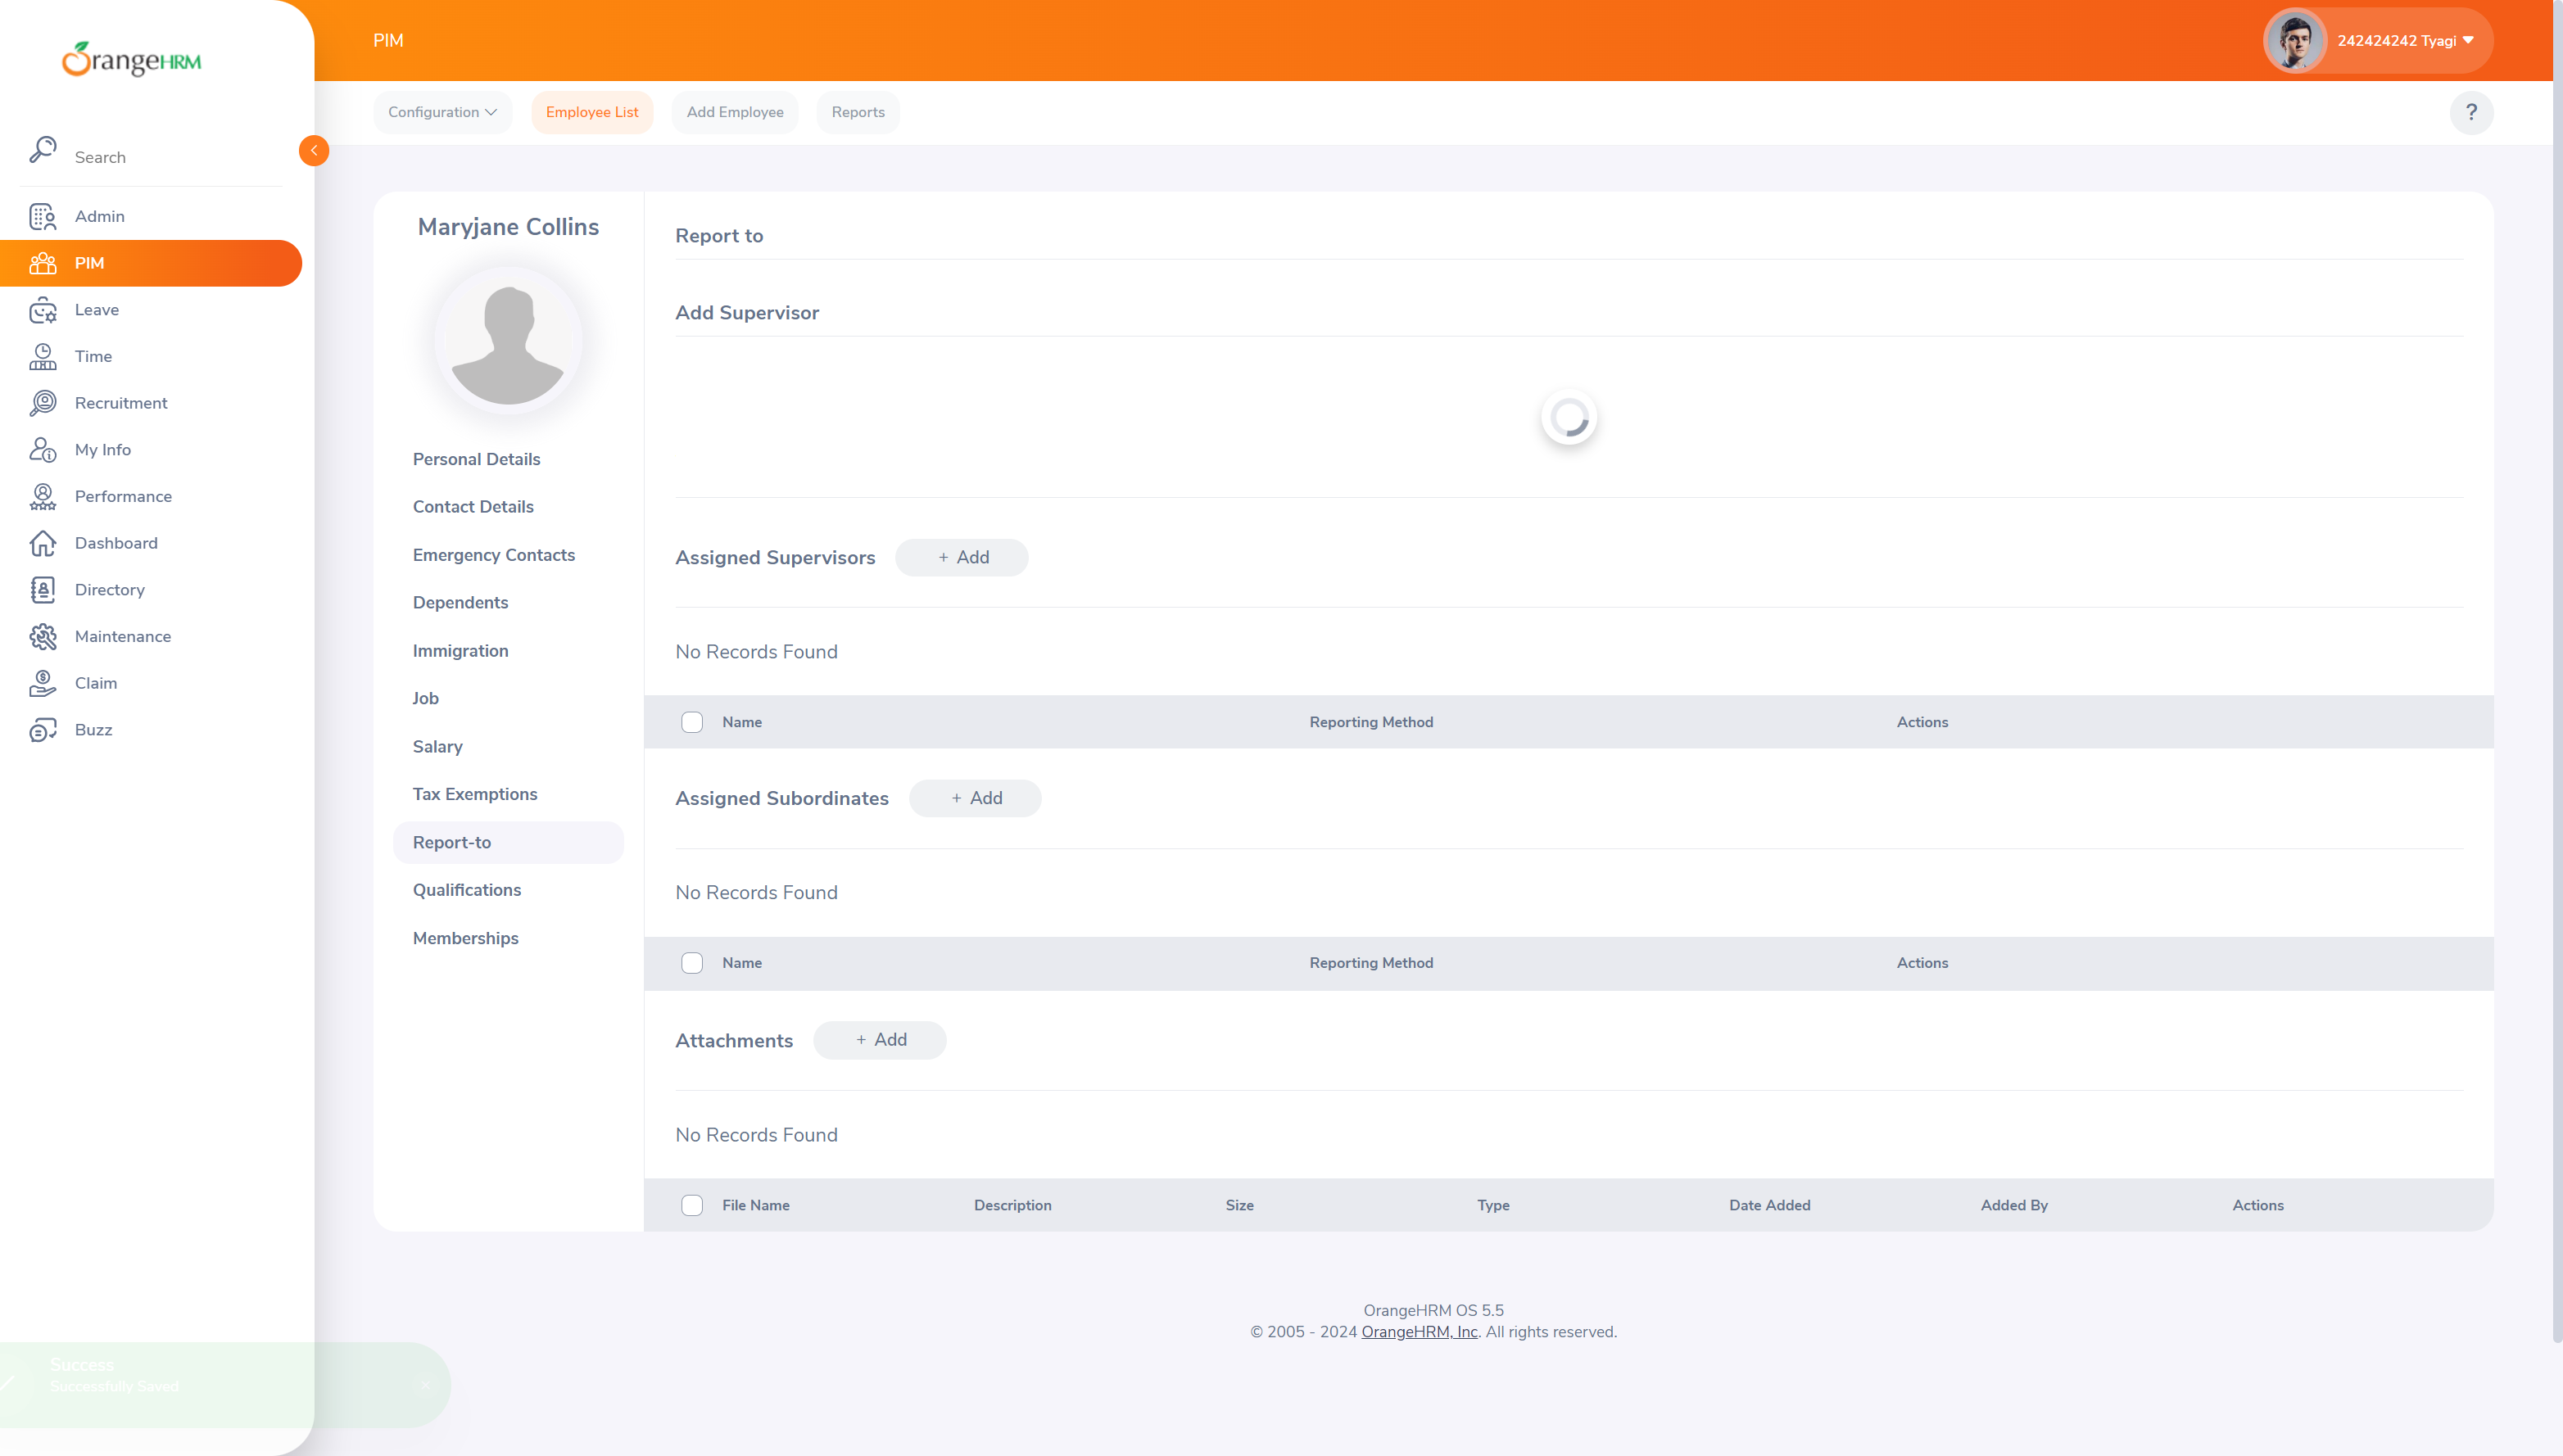 OrangeHRM
Search
Admin
PIM
Leave
Time
Recruitment
My Info
Performance
Dashboard
Directory
Maintenance
Claim
Buzz
PIM
242424242 Tyagi
Configuration
Employee List
Add Employee
Reports
?
Maryjane Collins
Personal Details
Contact Details
Emergency Contacts
Dependents
Immigration
Job
Salary
Tax Exemptions
Report-to
Qualifications
Memberships
Report to
Add Supervisor
Assigned Supervisors + Add
No Records Found
Name Reporting Method Actions
Assigned Subordinates + Add
No Records Found
Name Reporting Method Actions
Attachments + Add
No Records Found
File Name Description Size Type Date Added Added By Actions
OrangeHRM OS 5.5
© 2005 - 2024 OrangeHRM, Inc. All rights reserved.
Success
Successfully Saved